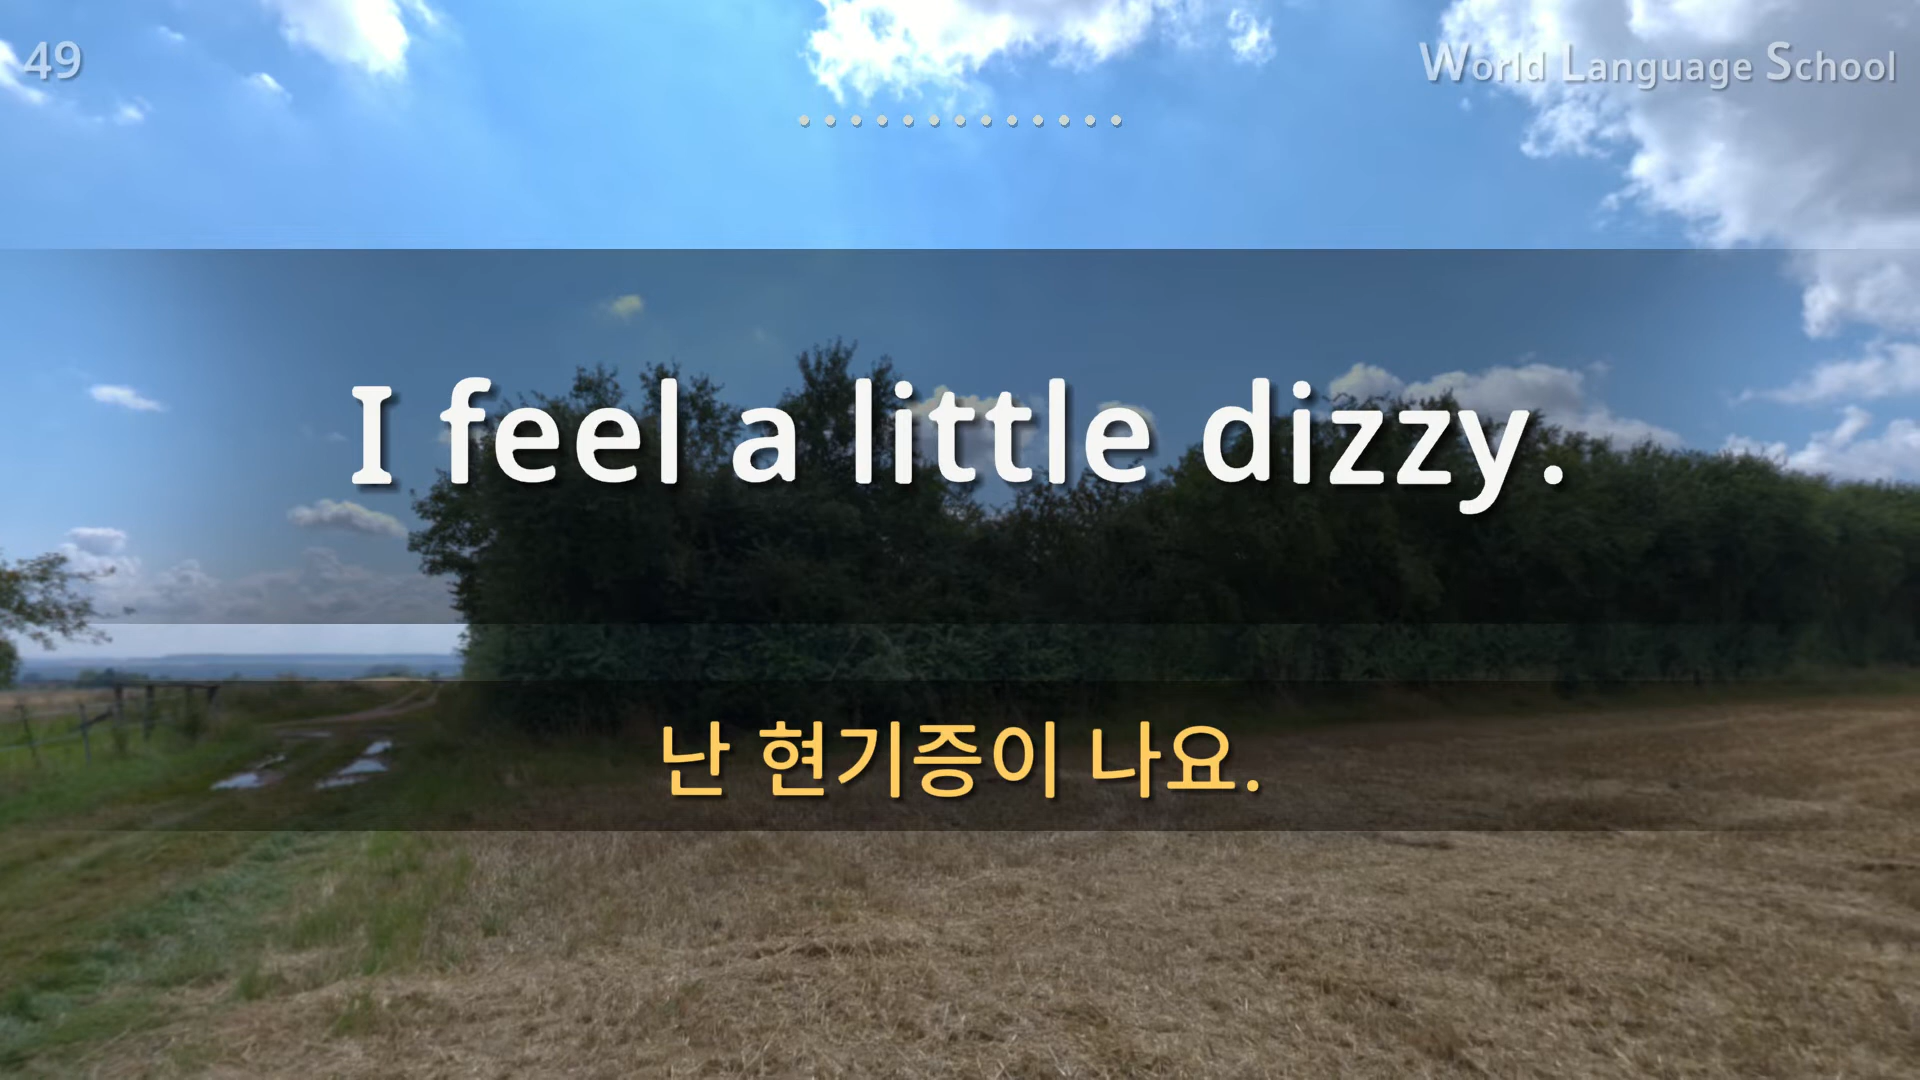 49
World Language School
I feel a little dizzy.
난 현기증이 나요.